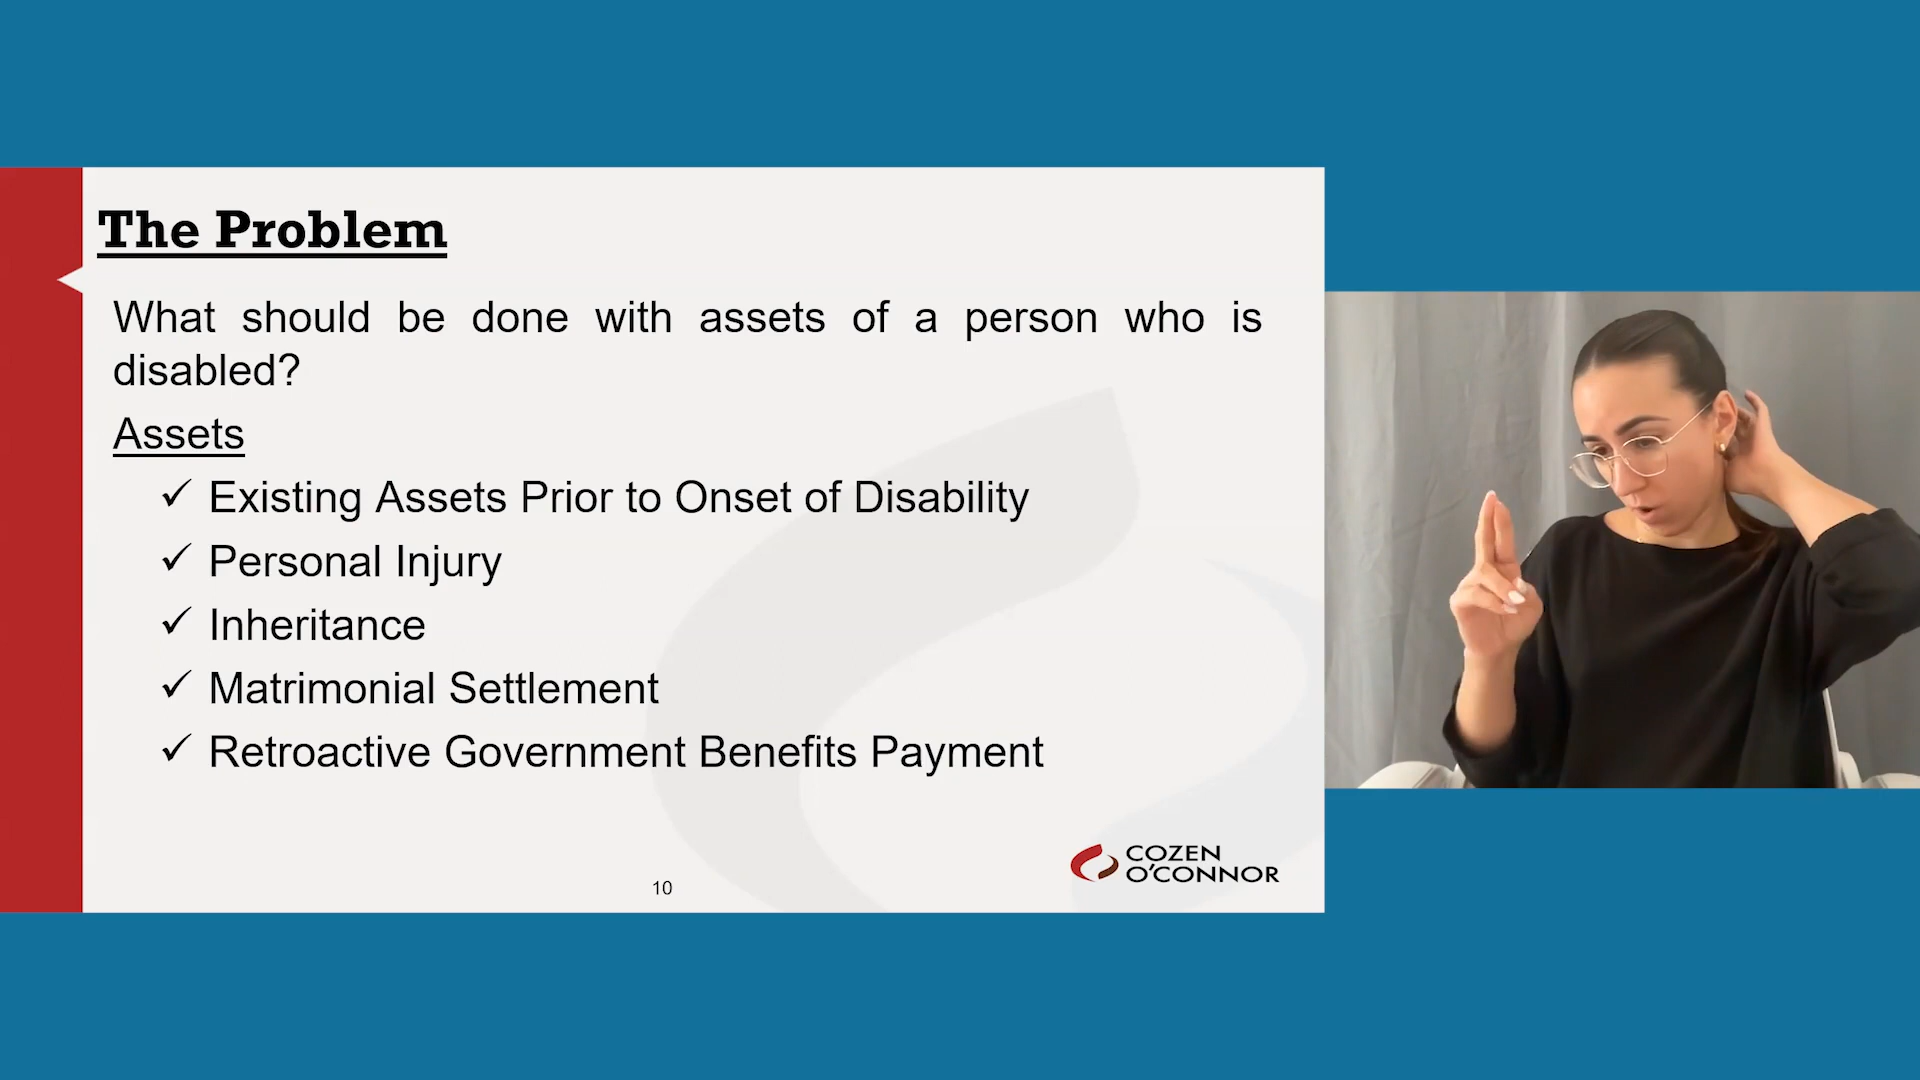 The Problem
What should be done with assets of a person who is
disabled?
Assets
✓ Existing Assets Prior to Onset of Disability
✓ Personal Injury
✓ Inheritance
✓ Matrimonial Settlement
✓ Retroactive Government Benefits Payment
10
COZEN
O'CONNOR